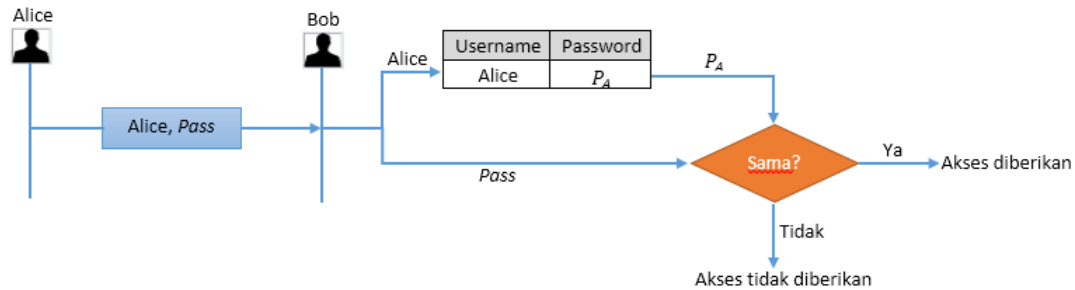 Alice
Bob
Alice, Pass
Alice
Username Password
Alice P_A
P_A
Pass
Sama?
Ya
Akses diberikan
Tidak
Akses tidak diberikan